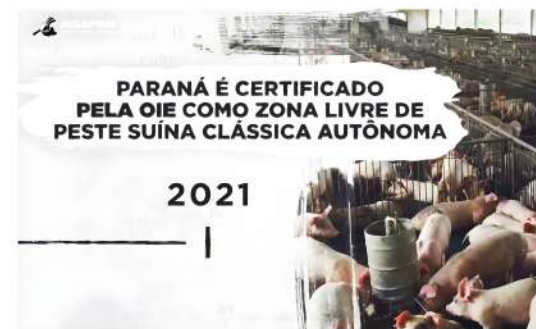 PARANÁ É CERTIFICADO
PELA OIE COMO ZONA LIVRE DE
PESTE SUÍNA CLÁSSICA AUTÔNOMA
2021